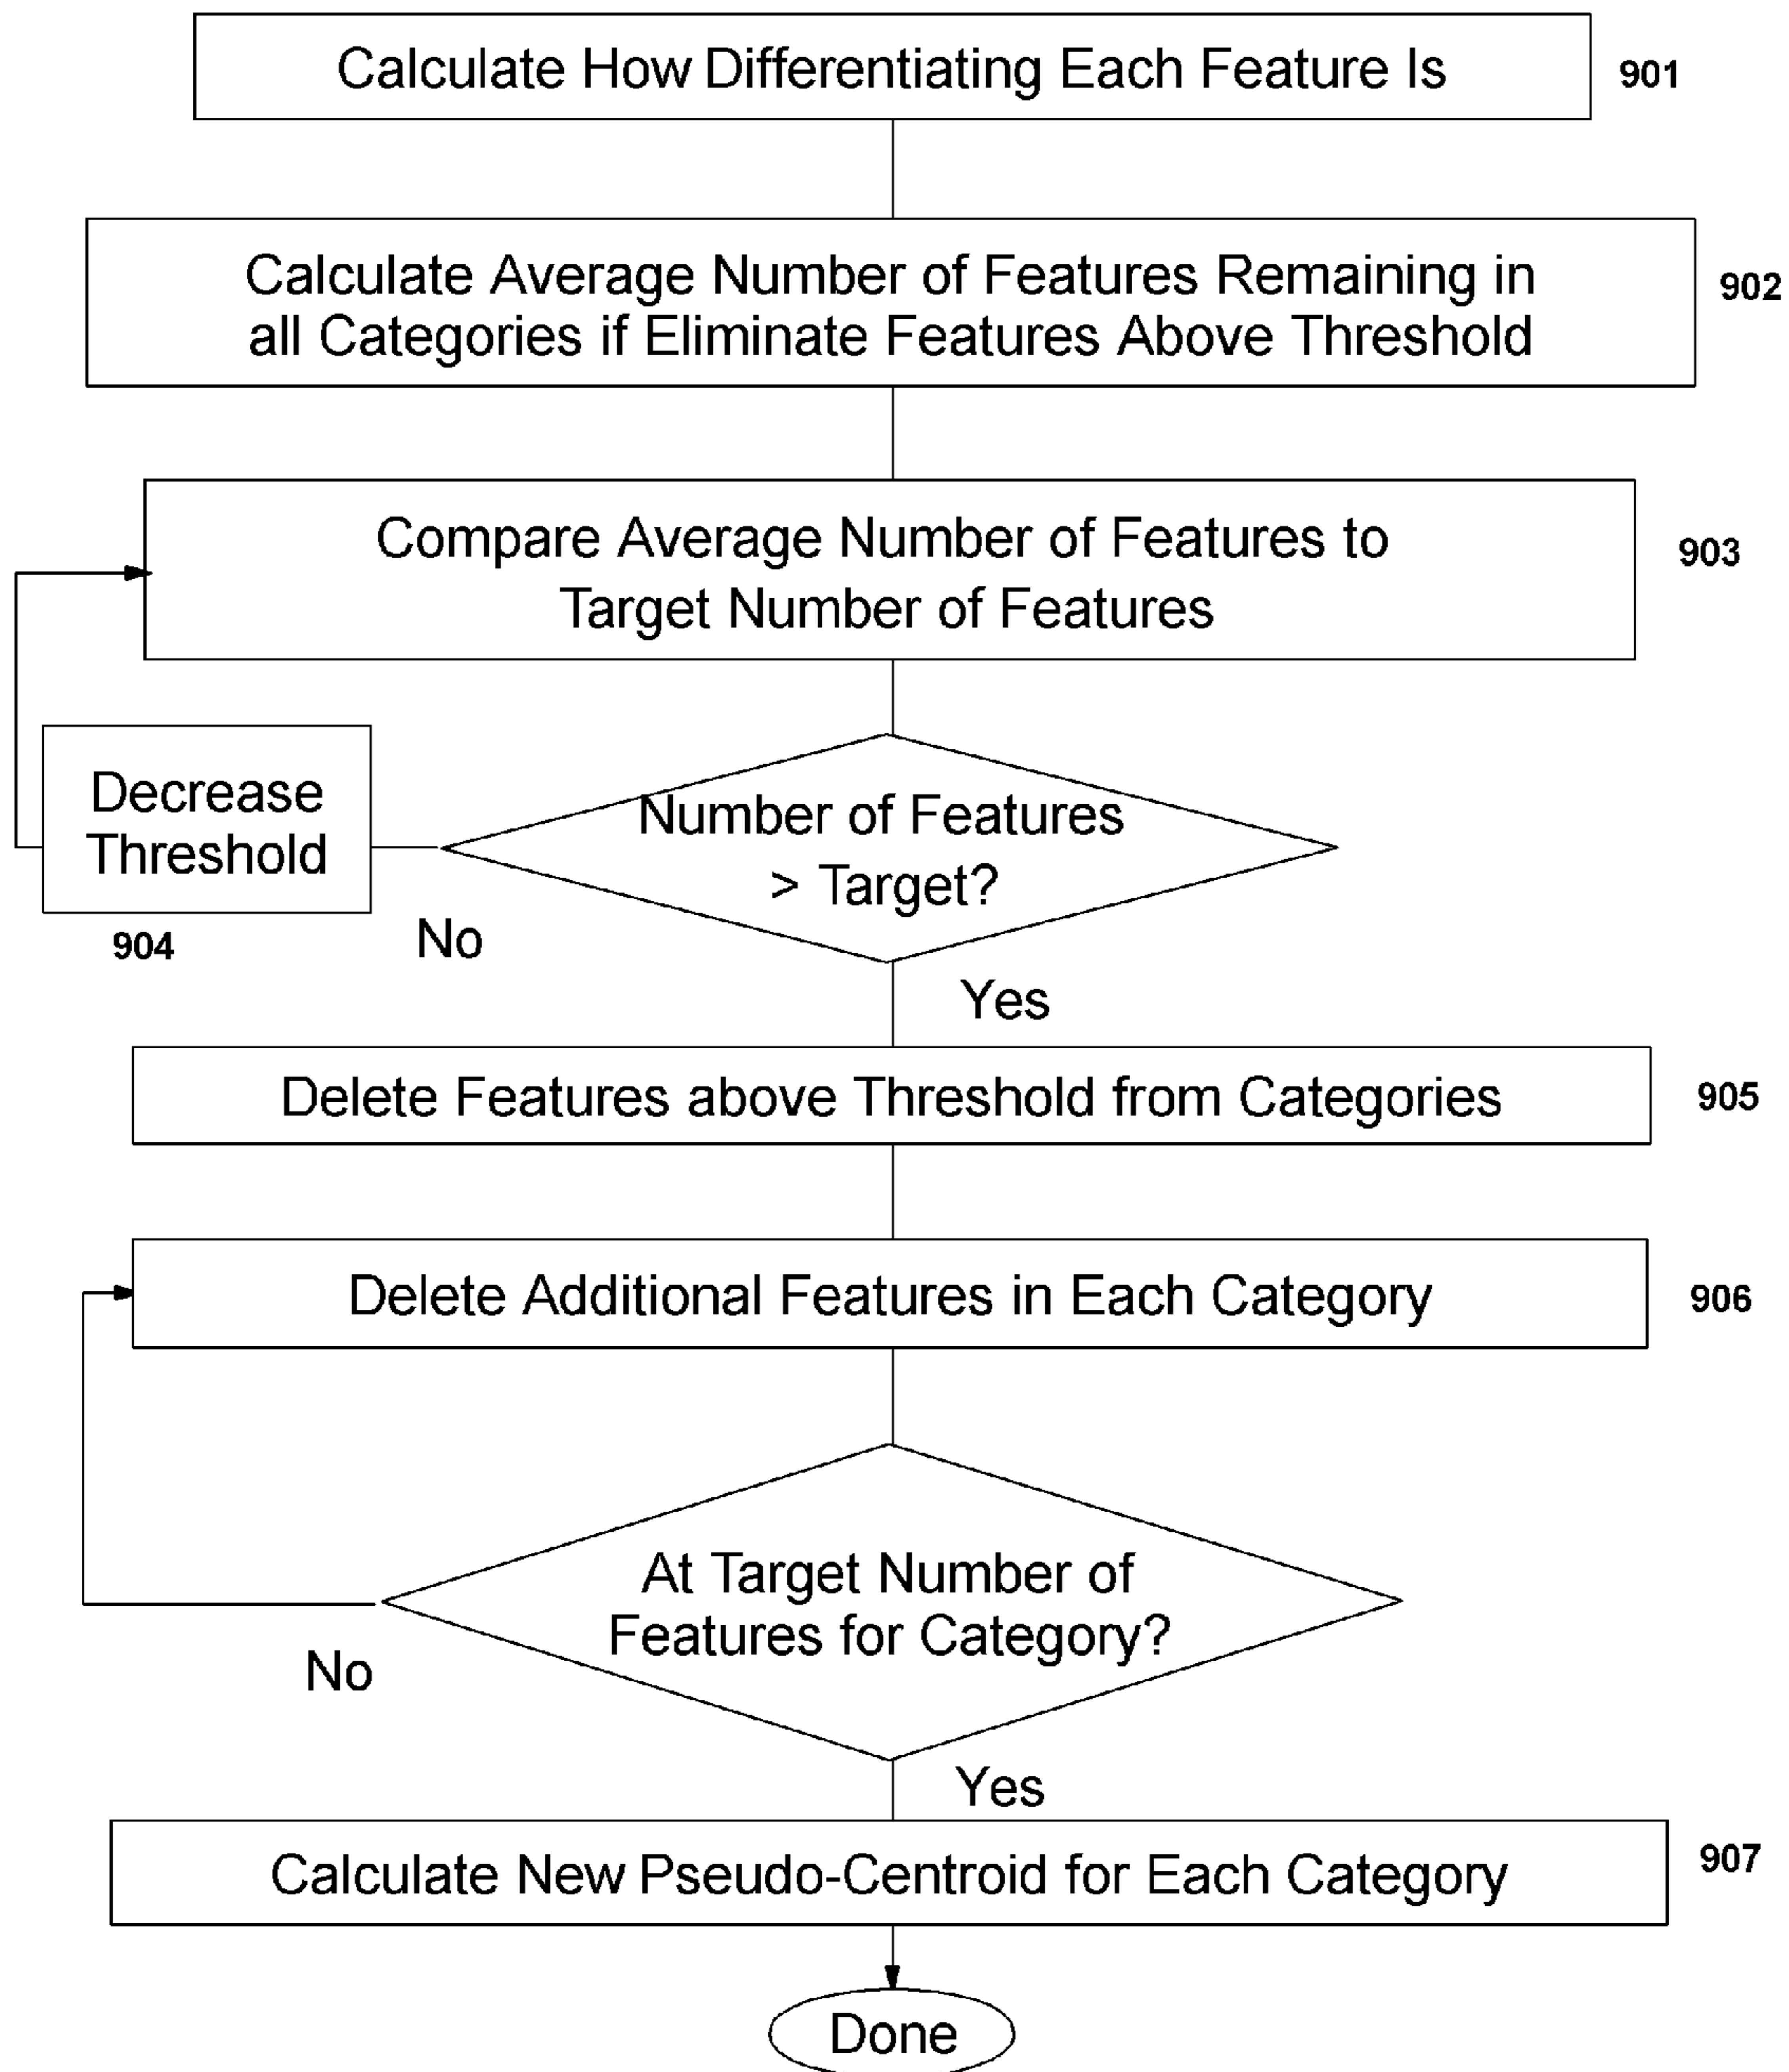 Calculate How Differentiating Each Feature Is
901
Calculate Average Number of Features Remaining in
all Categories if Eliminate Features Above Threshold
902
Compare Average Number of Features to
Target Number of Features
903
Decrease
Threshold
904
No
Number of Features
> Target?
Yes
Delete Features above Threshold from Categories
905
Delete Additional Features in Each Category
906
At Target Number of
Features for Category?
No
Yes
Calculate New Pseudo-Centroid for Each Category
907
Done